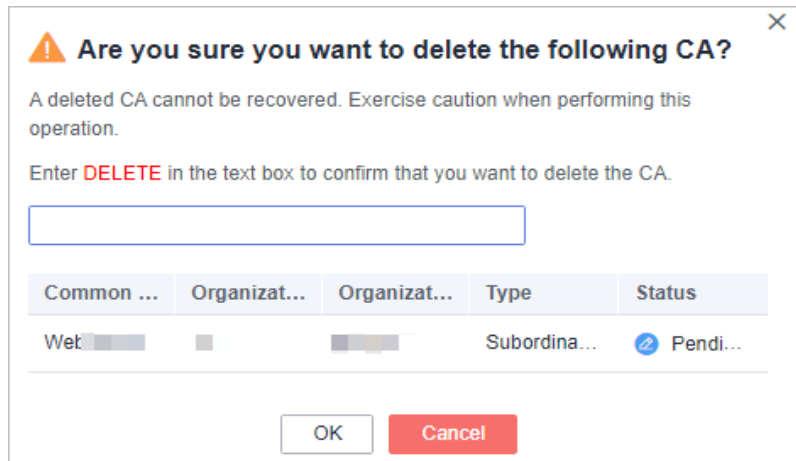 Are you sure you want to delete the following CA?
A deleted CA cannot be recovered. Exercise caution when performing this
operation.
Enter DELETE in the text box to confirm that you want to delete the CA.
Common ... Organizat... Organizat... Type Status
Web Subordina... Pendi...
OK Cancel